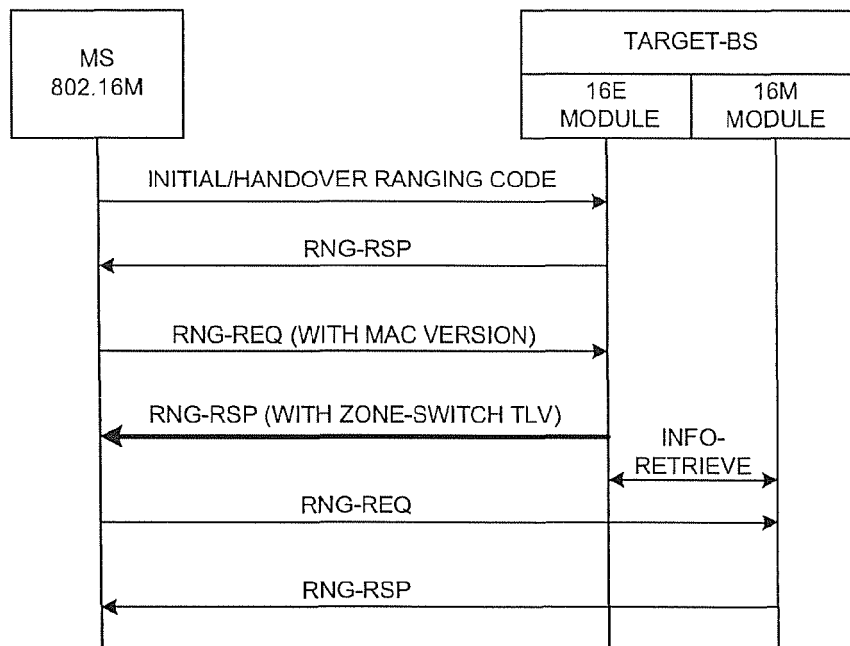 MS
802.16M
TARGET-BS
16E
MODULE
16M
MODULE
INITIAL/HANDOVER RANGING CODE
RNG-RSP
RNG-REQ (WITH MAC VERSION)
RNG-RSP (WITH ZONE-SWITCH TLV)
INFO-
RETRIEVE
RNG-REQ
RNG-RSP